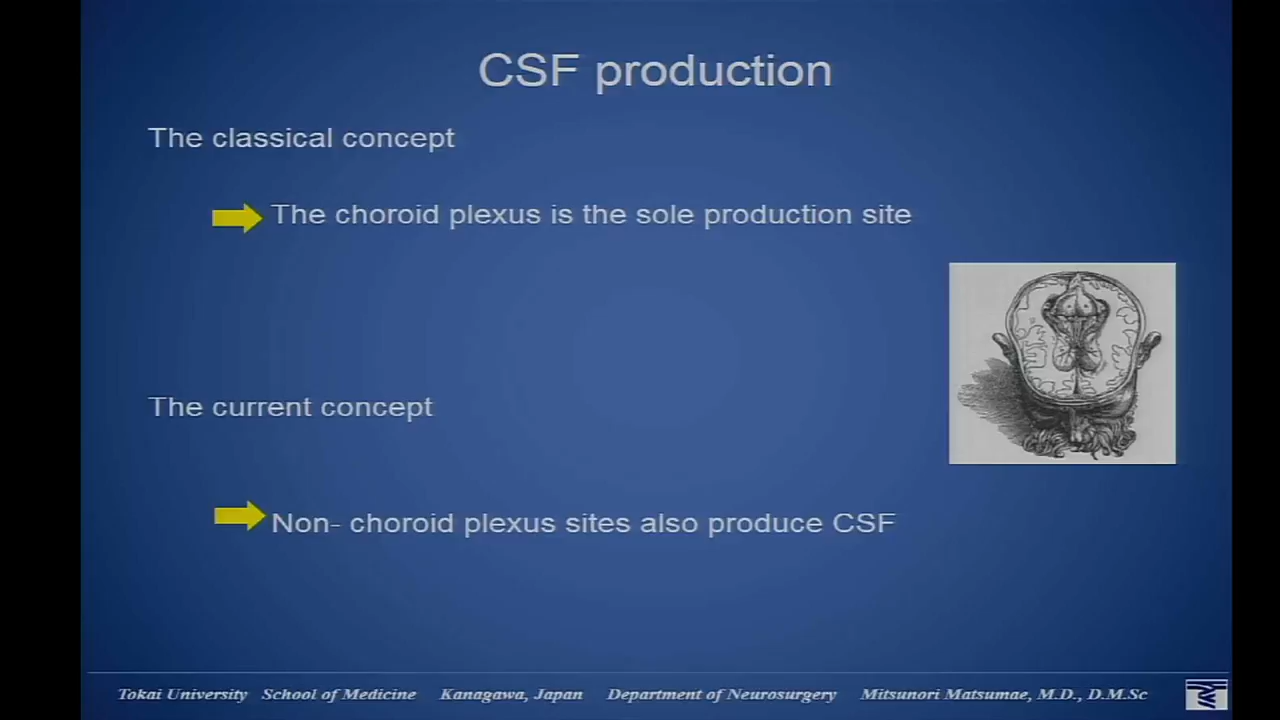 CSF production
The classical concept
The choroid plexus is the sole production site
The current concept
Non- choroid plexus sites also produce CSF
Tokai University School of Medicine Kanagawa, Japan Department of Neurosurgery Mitsunori Matsumae, M.D., D.M.Sc